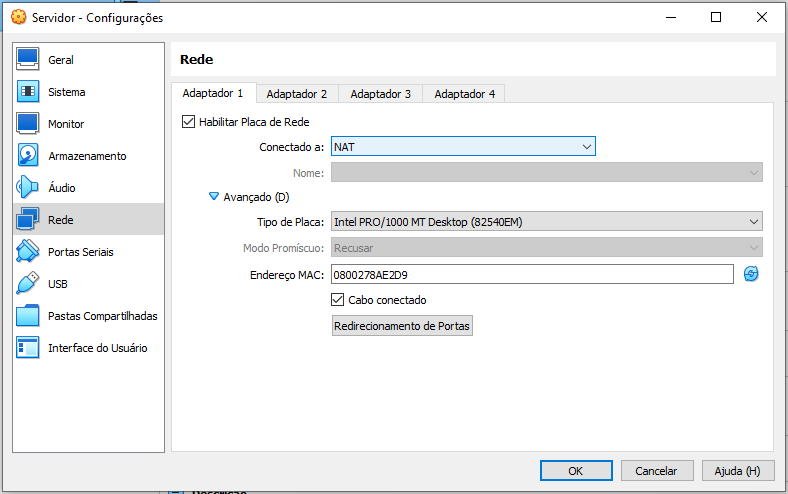 Servidor - Configurações
Geral
Sistema
Monitor
Armazenamento
Áudio
Rede
Portas Seriais
USB
Pastas Compartilhadas
Interface do Usuário
Rede
Adaptador 1 Adaptador 2 Adaptador 3 Adaptador 4
Habilitar Placa de Rede
Conectado a: NAT
Nome:
Avançado (D)
Tipo de Placa: Intel PRO/1000 MT Desktop (82540EM)
Modo Promíscuo: Recusar
Endereço MAC: 0800278AE2D9
Cabo conectado
Redirecionamento de Portas
OK Cancelar Ajuda (H)
Descrição